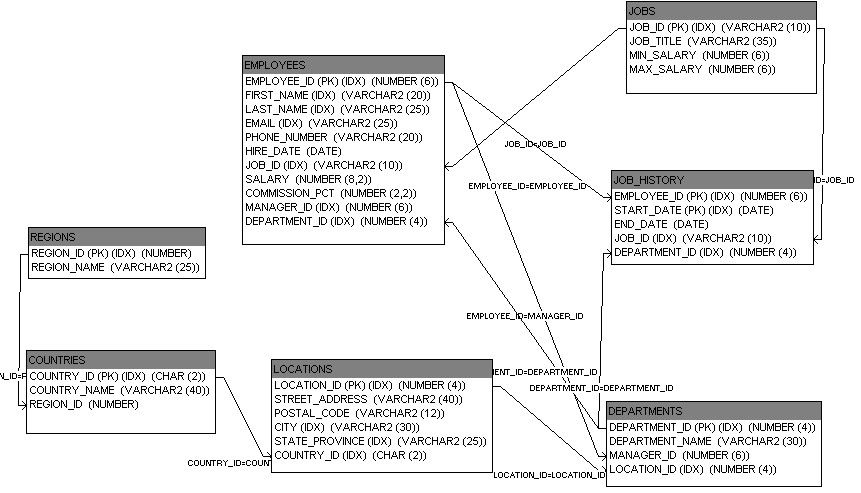 JOBS
JOB_ID (PK) (IDX) (VARCHAR2 (10))
JOB_TITLE (VARCHAR2 (35))
MIN_SALARY (NUMBER (6))
MAX_SALARY (NUMBER (6))
EMPLOYEES
EMPLOYEE_ID (PK) (IDX) (NUMBER (6))
FIRST_NAME (IDX) (VARCHAR2 (20))
LAST_NAME (IDX) (VARCHAR2 (25))
EMAIL (IDX) (VARCHAR2 (25))
PHONE_NUMBER (VARCHAR2 (20))
HIRE_DATE (DATE)
JOB_ID (IDX) (VARCHAR2 (10))
SALARY (NUMBER (8,2))
COMMISSION_PCT (NUMBER (2,2))
MANAGER_ID (IDX) (NUMBER (6))
DEPARTMENT_ID (IDX) (NUMBER (4))
JOB_ID=JOB_ID
EMPLOYEE_ID=EMPLOYEE_ID
JOB_HISTORY
EMPLOYEE_ID (PK) (IDX) (NUMBER (6))
START_DATE (PK) (IDX) (DATE)
END_DATE (DATE)
JOB_ID (IDX) (VARCHAR2 (10))
DEPARTMENT_ID (IDX) (NUMBER (4))
ID=JOB_ID
REGIONS
REGION_ID (PK) (IDX) (NUMBER)
REGION_NAME (VARCHAR2 (25))
EMPLOYEE_ID=MANAGER_ID
COUNTRIES
COUNTRY_ID (PK) (IDX) (CHAR (2))
COUNTRY_NAME (VARCHAR2 (40))
REGION_ID (NUMBER)
LOCATIONS
LOCATION_ID (PK) (IDX) (NUMBER (4))
STREET_ADDRESS (VARCHAR2 (40))
POSTAL_CODE (VARCHAR2 (12))
CITY (IDX) (VARCHAR2 (30))
STATE_PROVINCE (IDX) (VARCHAR2 (25))
COUNTRY_ID (IDX) (CHAR (2))
MENT_ID=DEPARTMENT_ID
DEPARTMENT_ID=DEPARTMENT_ID
DEPARTMENTS
DEPARTMENT_ID (PK) (IDX) (NUMBER (4))
DEPARTMENT_NAME (VARCHAR2 (30))
MANAGER_ID (NUMBER (6))
LOCATION_ID (IDX) (NUMBER (4))
COUNTRY_ID=COUN
LOCATION_ID=LOCATION_ID